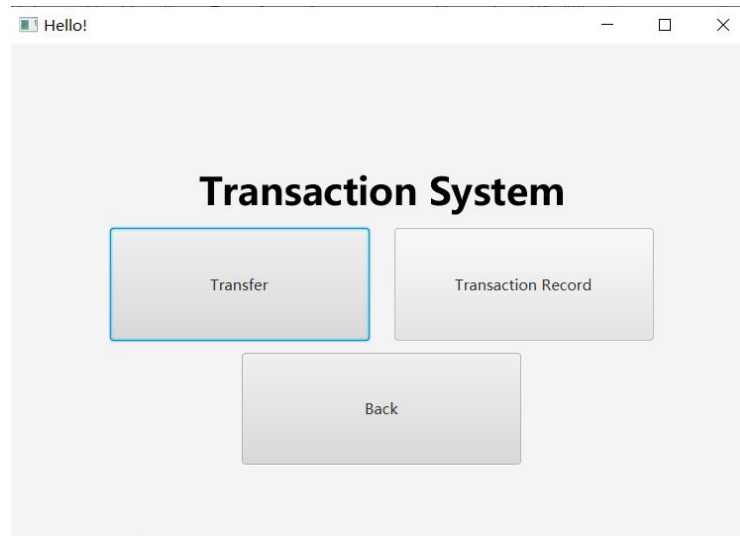 Hello!
Transaction System
Transfer
Transaction Record
Back